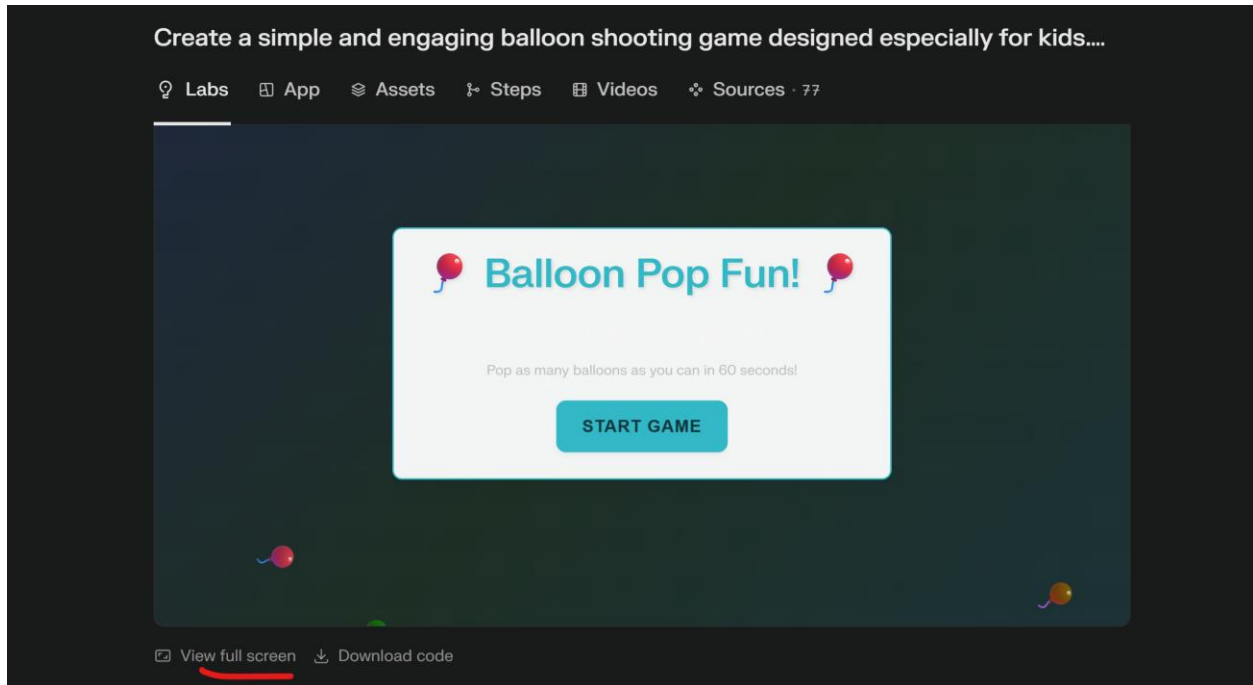 Create a simple and engaging balloon shooting game designed especially for kids....
Labs App Assets Steps Videos Sources · 77
Balloon Pop Fun!
Pop as many balloons as you can in 60 seconds!
START GAME
View full screen Download code